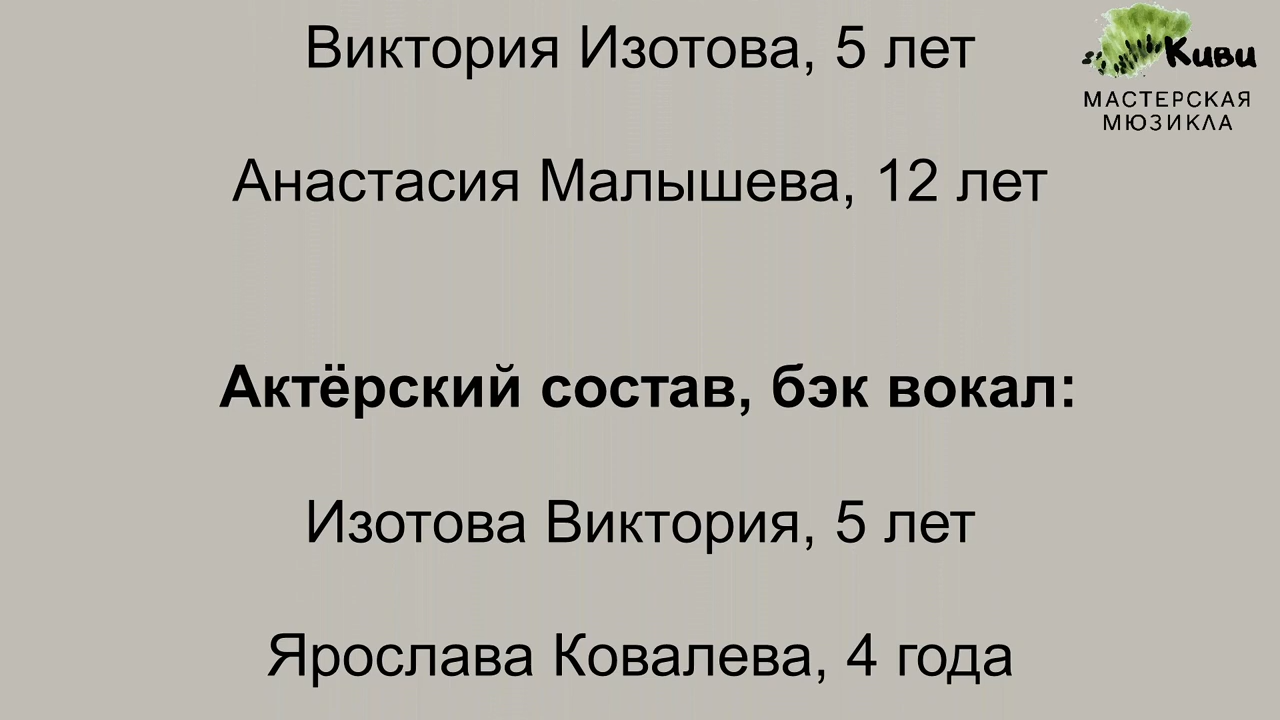 Виктория Изотова, 5 лет
Киви
МАСТЕРСКАЯ
МЮЗИКЛА
Анастасия Малышева, 12 лет
Актёрский состав, бэк вокал:
Изотова Виктория, 5 лет
Ярослава Ковалева, 4 года